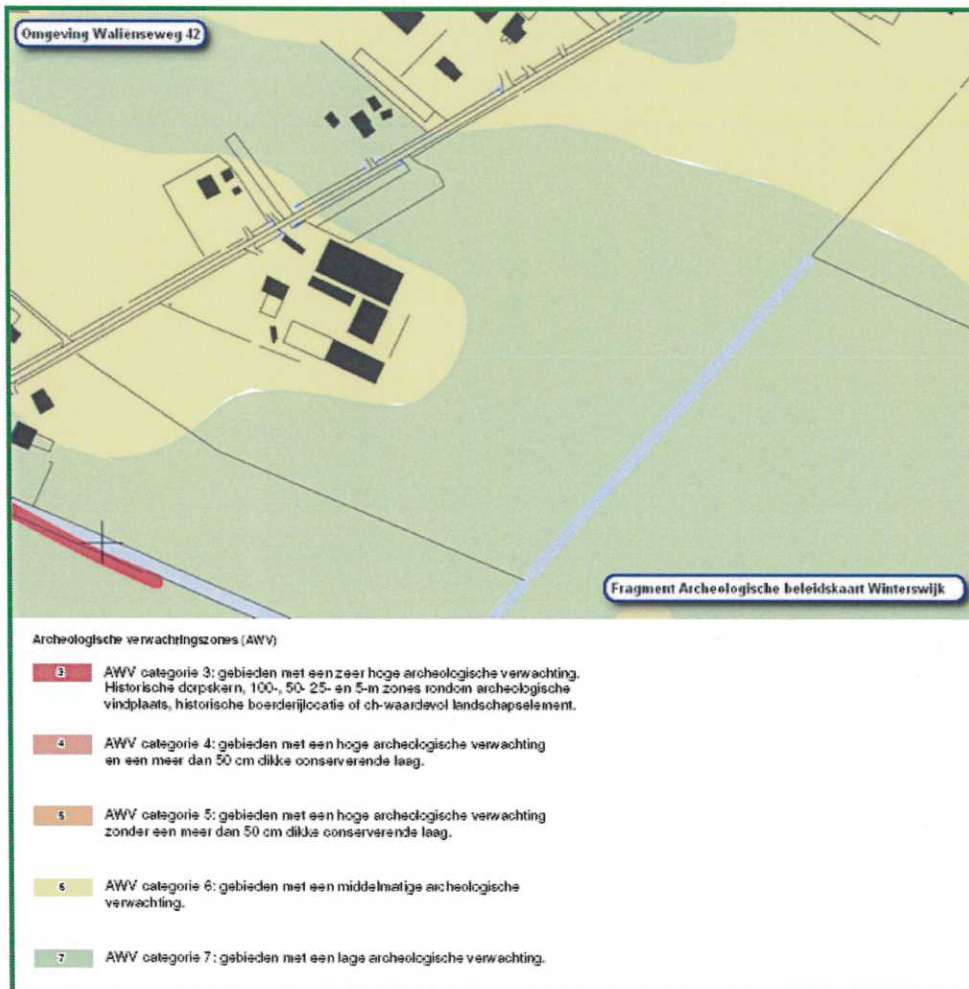 Omgeving Waliënseweg 42
Fragment Archeologische beleidskaart Winterswijk
Archeologische verwachtingszones (AWV)
3 AWV categorie 3: gebieden met een zeer hoge archeologische verwachting.
Historische dorpskern, 100-, 50- 25- en 5-m zones rondom archeologische
vindplaats, historische boerderijlocatie of ch-waardevol landschapselement.
4 AWV categorie 4: gebieden met een hoge archeologische verwachting
en een meer dan 50 cm dikke conserverende laag.
5 AWV categorie 5: gebieden met een hoge archeologische verwachting
zonder een meer dan 50 cm dikke conserverende laag.
6 AWV categorie 6: gebieden met een middelmatige archeologische
verwachting.
7 AWV categorie 7: gebieden met een lage archeologische verwachting.